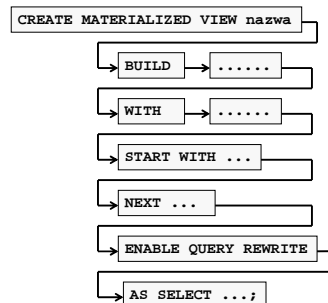 CREATE MATERIALIZED VIEW nazwa
BUILD ......
WITH ......
START WITH ...
NEXT ...
ENABLE QUERY REWRITE
AS SELECT ...;